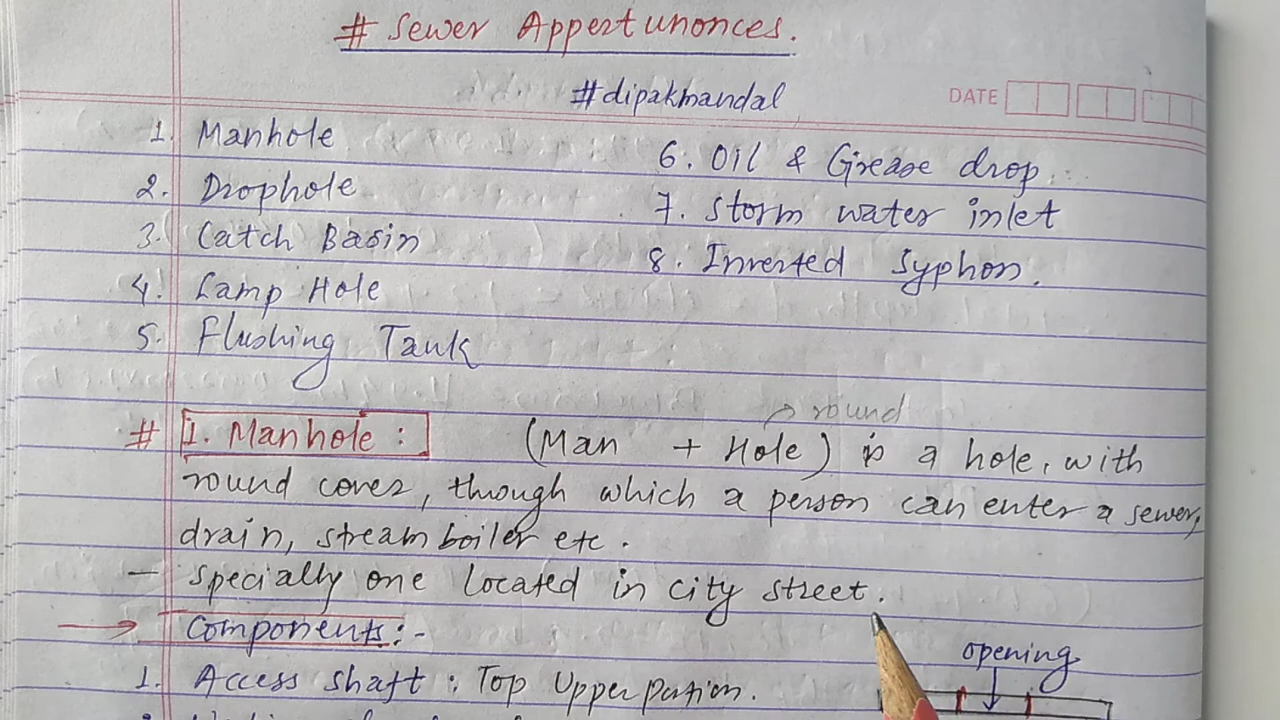 # Sewer Appertunonces.
#dipakmandal
DATE
1. Manhole
2. Drophole
3. Catch Basin
4. Lamp Hole
5. Flushing Tank
6. Oil & Grease drop
7. Storm water inlet
8. Inverted Syphon.
round
# 1. Manhole : (Man + Hole) is a hole, with
round cover, through which a person can enter a sewer,
drain, stream boiler etc.
— specially one located in city street.
→ Components:-
opening
1. Access shaft : Top Upper portion.